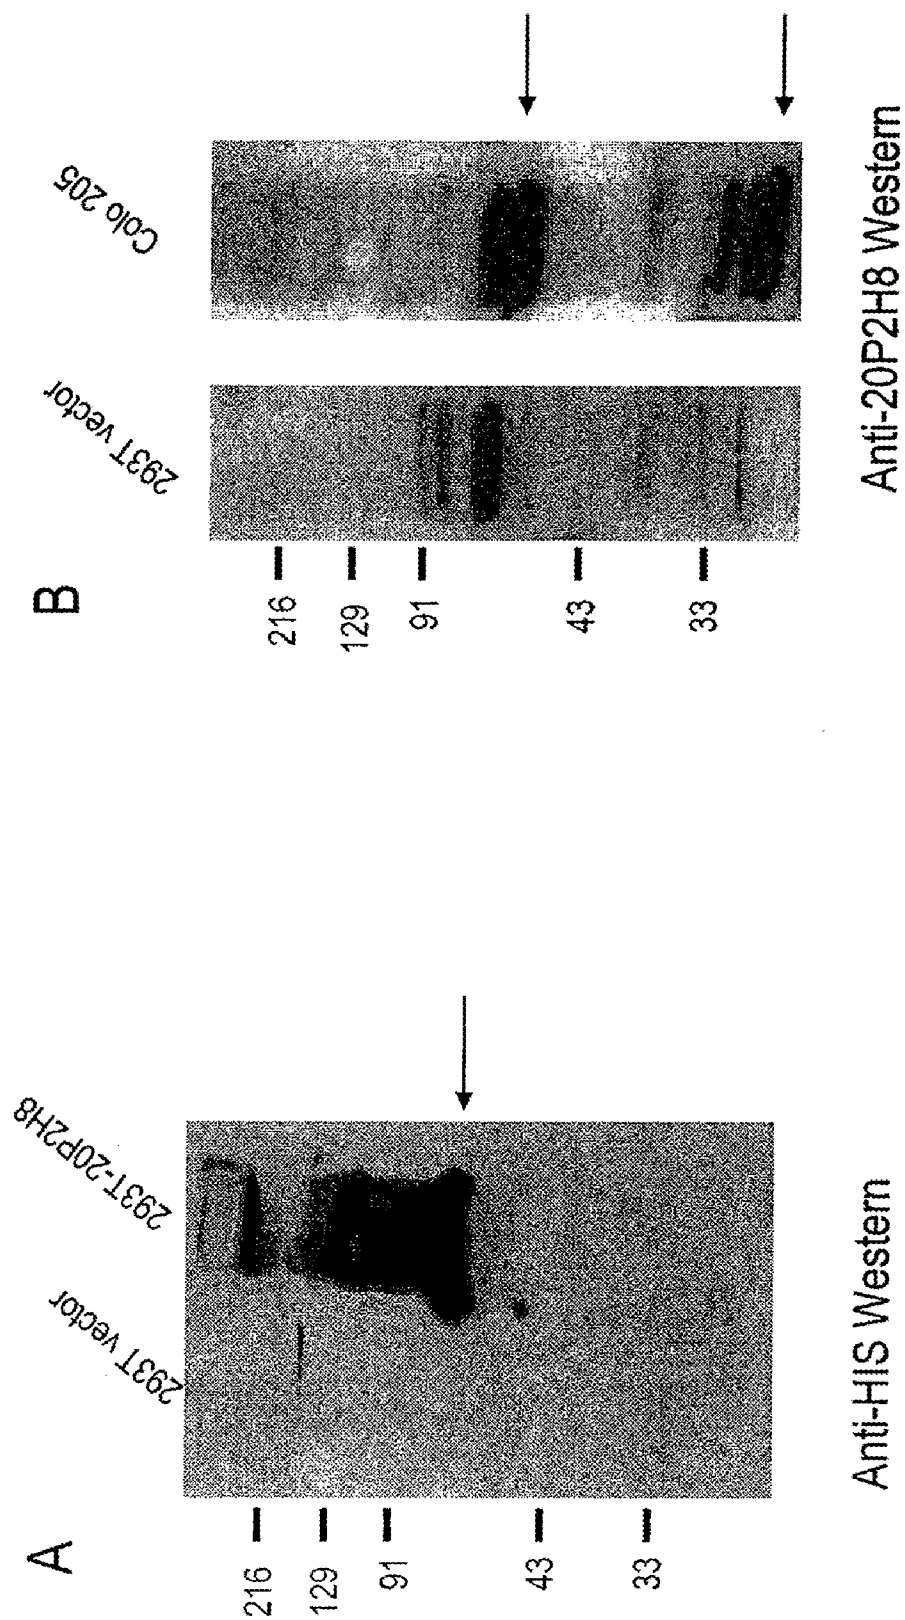 A
293T vector
293T-20P2H8
216
129
91
43
33
Anti-HIS Western
B
293T vector
Colo 205
216
129
91
43
33
Anti-20P2H8 Western